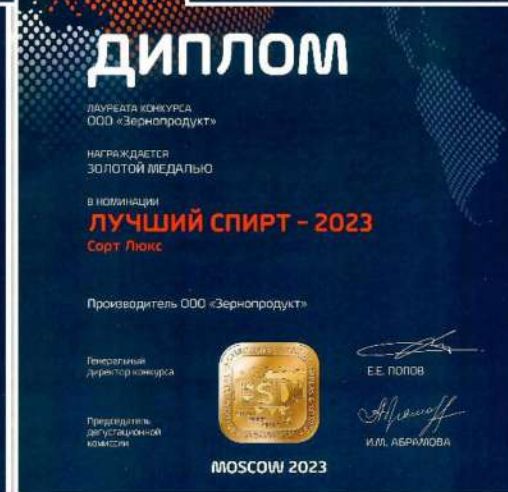 ДИПЛОМ
ЛАУРЕАТА КОНКУРСА
ООО «Зернопродукт»
НАГРАЖДАЕТСЯ
ЗОЛОТОЙ МЕДАЛЬЮ
В НОМИНАЦИИ
ЛУЧШИЙ СПИРТ – 2023
Сорт Люкс
Производитель ООО «Зернопродукт»
Генеральный
директор конкурса
Е.Е. ПОПОВ
Председатель
дегустационной
комиссии
И.М. АБРАМОВА
MOSCOW 2023